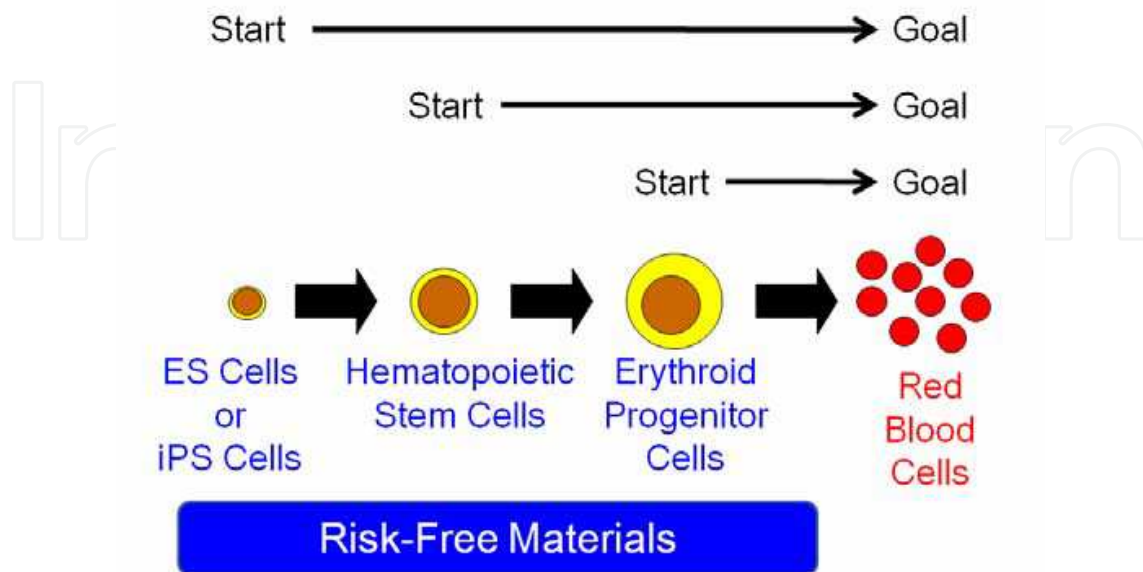 Start Goal
Start Goal
Start Goal
ES Cells
or
iPS Cells
Hematopoietic
Stem Cells
Erythroid
Progenitor
Cells
Red
Blood
Cells
Risk-Free Materials